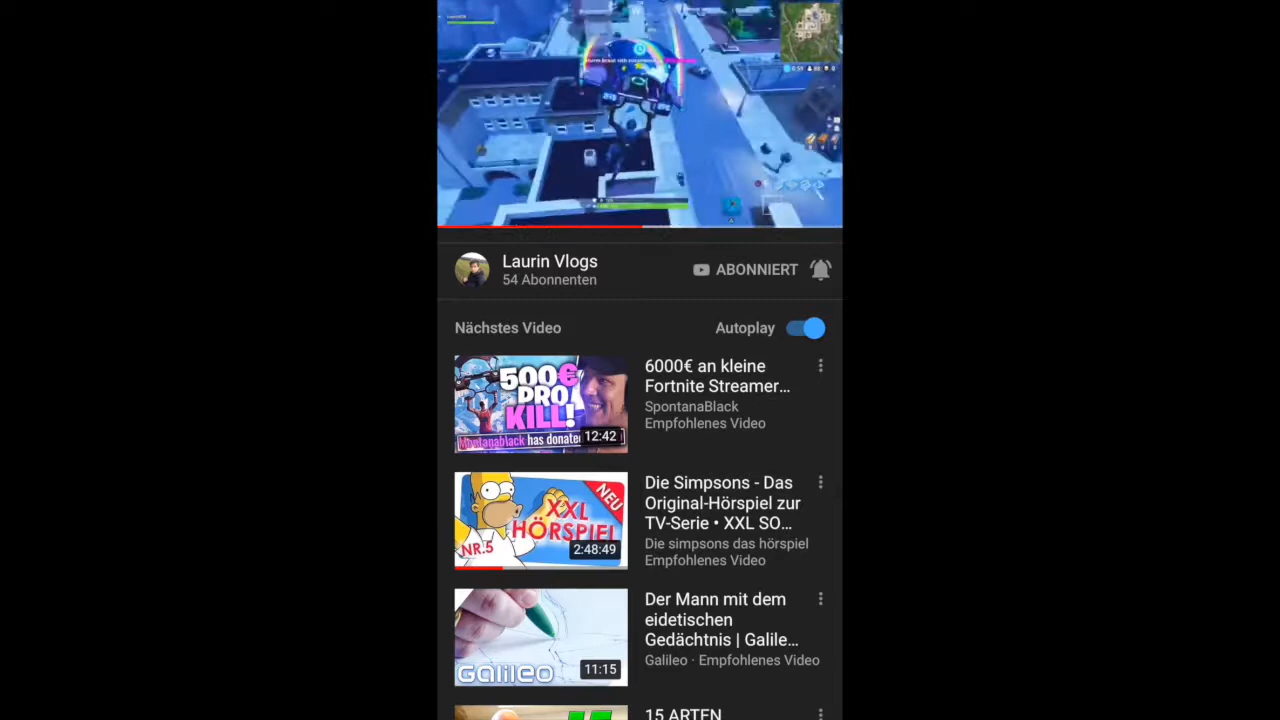 Laurin Vlogs
54 Abonnenten
ABONNIERT
Nächstes Video
Autoplay
500€
PRO
KILL!
Montanablack has donated
12:42
6000€ an kleine
Fortnite Streamer...
SpontanaBlack
Empfohlenes Video
NEU
XXL
HÖRSPIEL
NR.5
2:48:49
Die Simpsons - Das
Original-Hörspiel zur
TV-Serie • XXL SO...
Die simpsons das hörspiel
Empfohlenes Video
Galileo
11:15
Der Mann mit dem
eidetischen
Gedächtnis | Galile...
Galileo · Empfohlenes Video
15 ARTEN